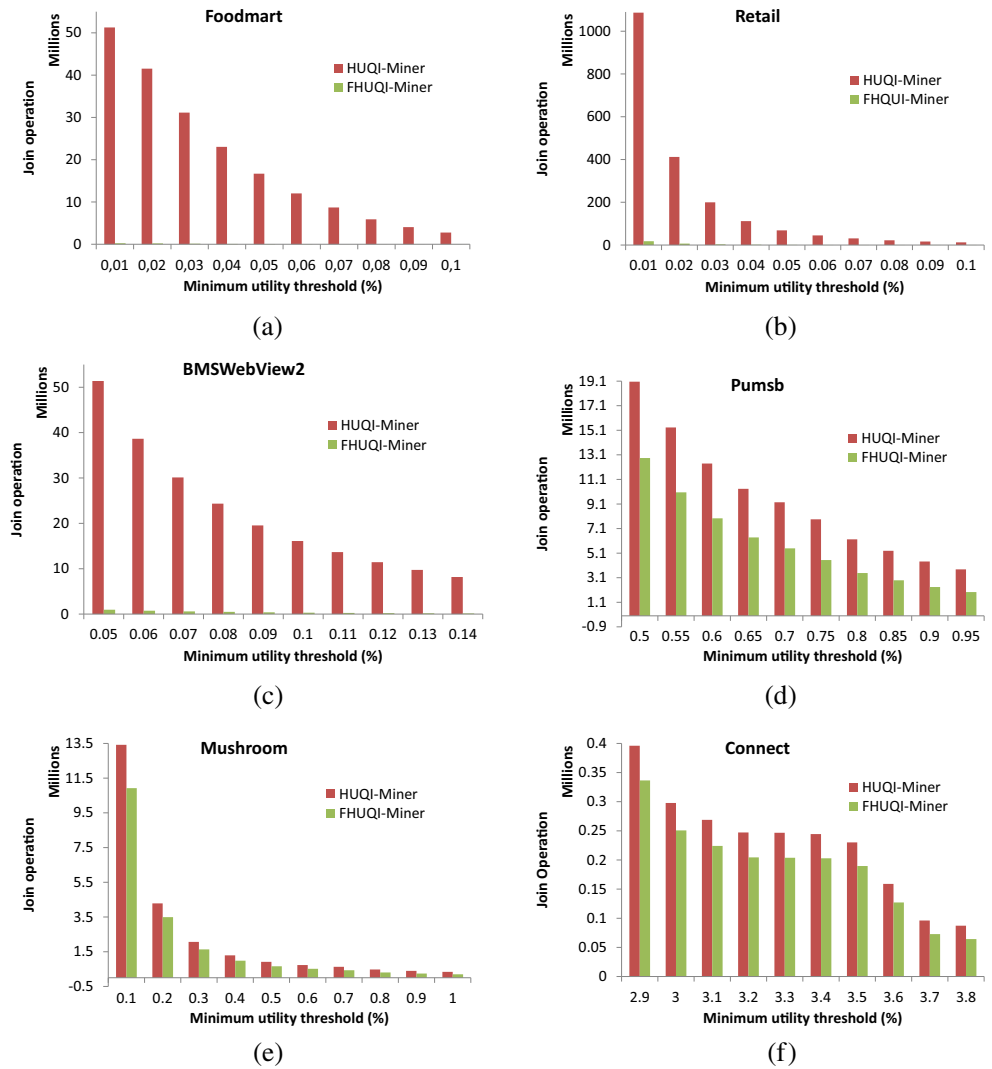 Foodmart
Millions
Join operation
50
40
30
20
10
0
HUQI-Miner
FHUQI-Miner
0,01 0,02 0,03 0,04 0,05 0,06 0,07 0,08 0,09 0,1
Minimum utility threshold (%)
(a)
Retail
Millions
Join operation
1000
800
600
400
200
0
HUQI-Miner
FHQUI-Miner
0.01 0.02 0.03 0.04 0.05 0.06 0.07 0.08 0.09 0.1
Minimum utility threshold (%)
(b)
BMSWebView2
Millions
Join operation
50
40
30
20
10
0
HUQI-Miner
FHUQI-Miner
0.05 0.06 0.07 0.08 0.09 0.1 0.11 0.12 0.13 0.14
Minimum utility threshold (%)
(c)
Pumsb
Millions
Join operation
19.1
17.1
15.1
13.1
11.1
9.1
7.1
5.1
3.1
1.1
-0.9
HUQI-Miner
FHUQI-Miner
0.5 0.55 0.6 0.65 0.7 0.75 0.8 0.85 0.9 0.95
Minimum utility threshold (%)
(d)
Mushroom
Millions
Join operation
13.5
11.5
9.5
7.5
5.5
3.5
1.5
-0.5
HUQI-Miner
FHUQI-Miner
0.1 0.2 0.3 0.4 0.5 0.6 0.7 0.8 0.9 1
Minimum utility threshold (%)
(e)
Connect
Millions
Join Operation
0.4
0.35
0.3
0.25
0.2
0.15
0.1
0.05
0
HUQI-Miner
FHUQI-Miner
2.9 3 3.1 3.2 3.3 3.4 3.5 3.6 3.7 3.8
Minimum utility threshold (%)
(f)